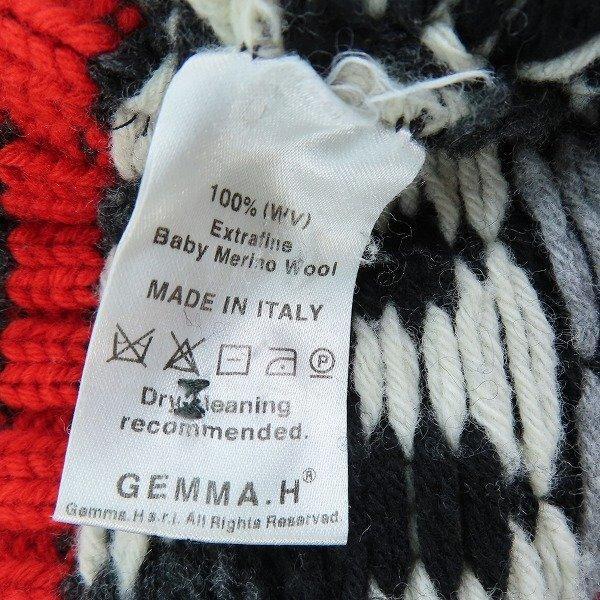 100% (WV)
Extrafine
Baby Merino Wool
MADE IN ITALY
P
Dry cleaning
recommended.
GEMMA.H®
Gemma.H s.r.l. All Rights Reserved.